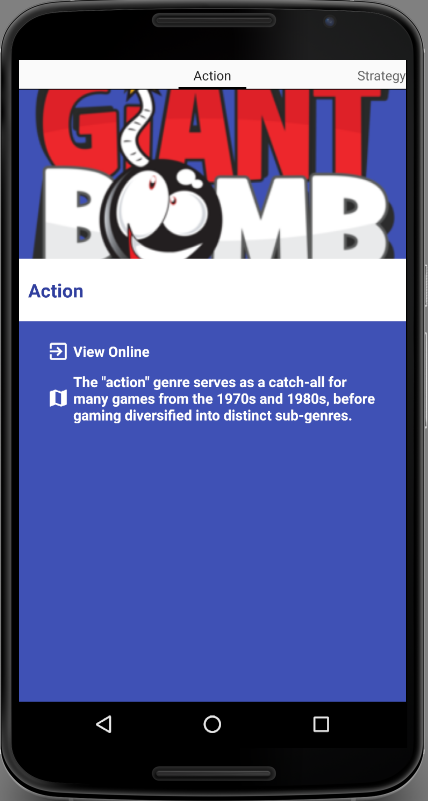 Action
Strategy
GIANT
BOMB
Action
View Online
The "action" genre serves as a catch-all for
many games from the 1970s and 1980s, before
gaming diversified into distinct sub-genres.